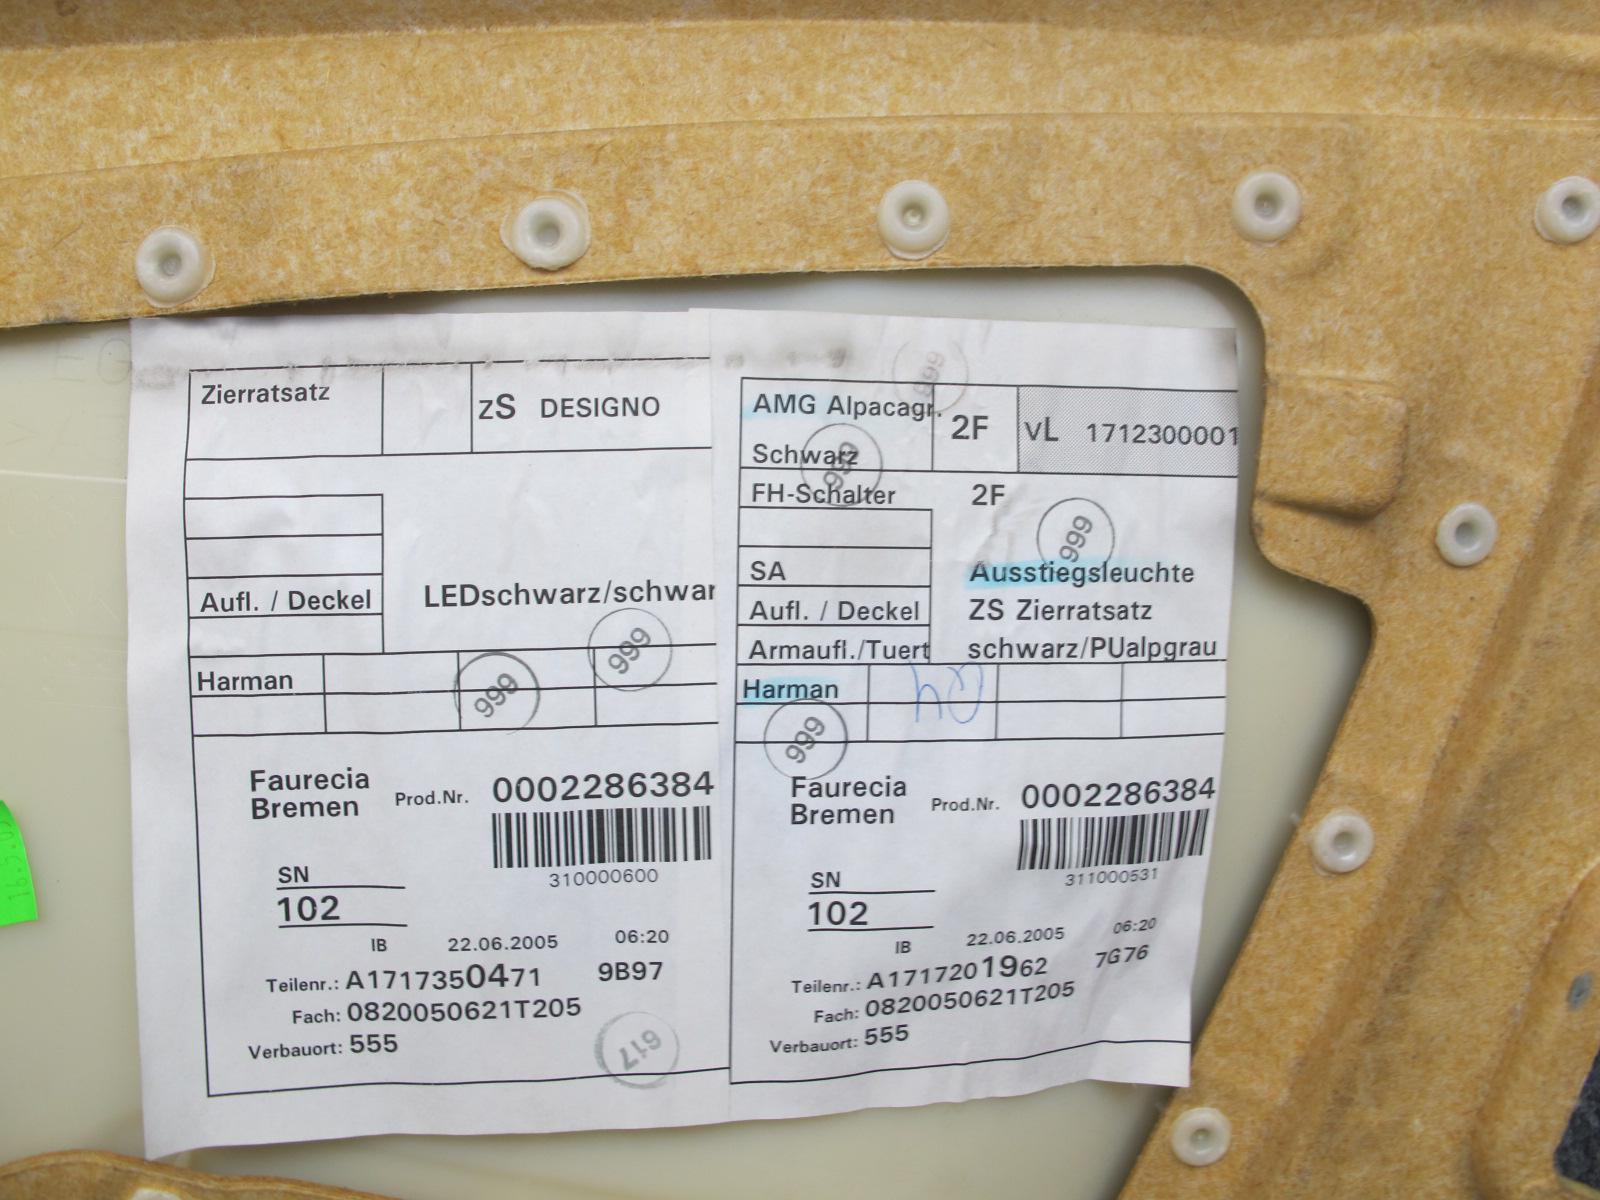 Zierratsatz
zS DESIGNO
Aufl. / Deckel
LEDschwarz/schwar
Harman
999
999
Faurecia
Bremen
Prod.Nr. 0002286384
310000600
SN
102
IB 22.06.2005 06:20
Teilenr.: A1717350471 9B97
Fach: 0820050621T205
Verbauort: 555
617
999
AMG Alpacagr.
Schwarz
2F
vL 1712300001
999
FH-Schalter 2F
999
SA Ausstiegsleuchte
Aufl. / Deckel ZS Zierratsatz
Armaufl./Tuert schwarz/PUalpgrau
Harman
999
Faurecia
Bremen
Prod.Nr. 0002286384
311000531
SN
102
IB 22.06.2005 06:20
Teilenr.: A1717201962 7G76
Fach: 0820050621T205
Verbauort: 555